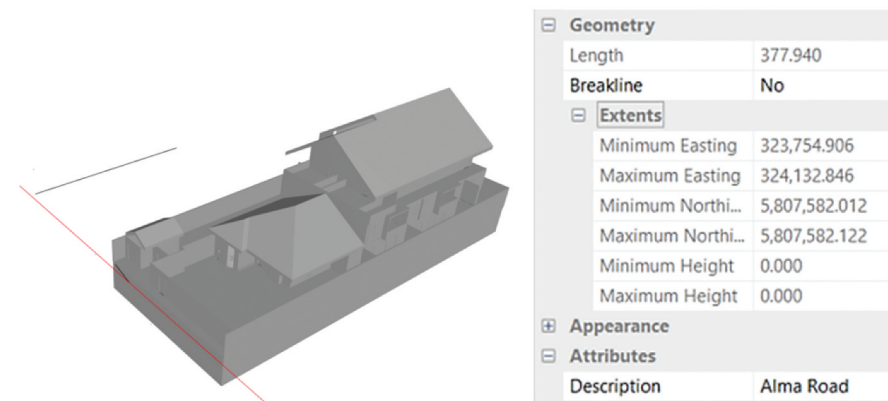 Geometry
Length 377.940
Breakline No
Extents
Minimum Easting 323,754.906
Maximum Easting 324,132.846
Minimum Northi... 5,807,582.012
Maximum Northi... 5,807,582.122
Minimum Height 0.000
Maximum Height 0.000
Appearance
Attributes
Description Alma Road